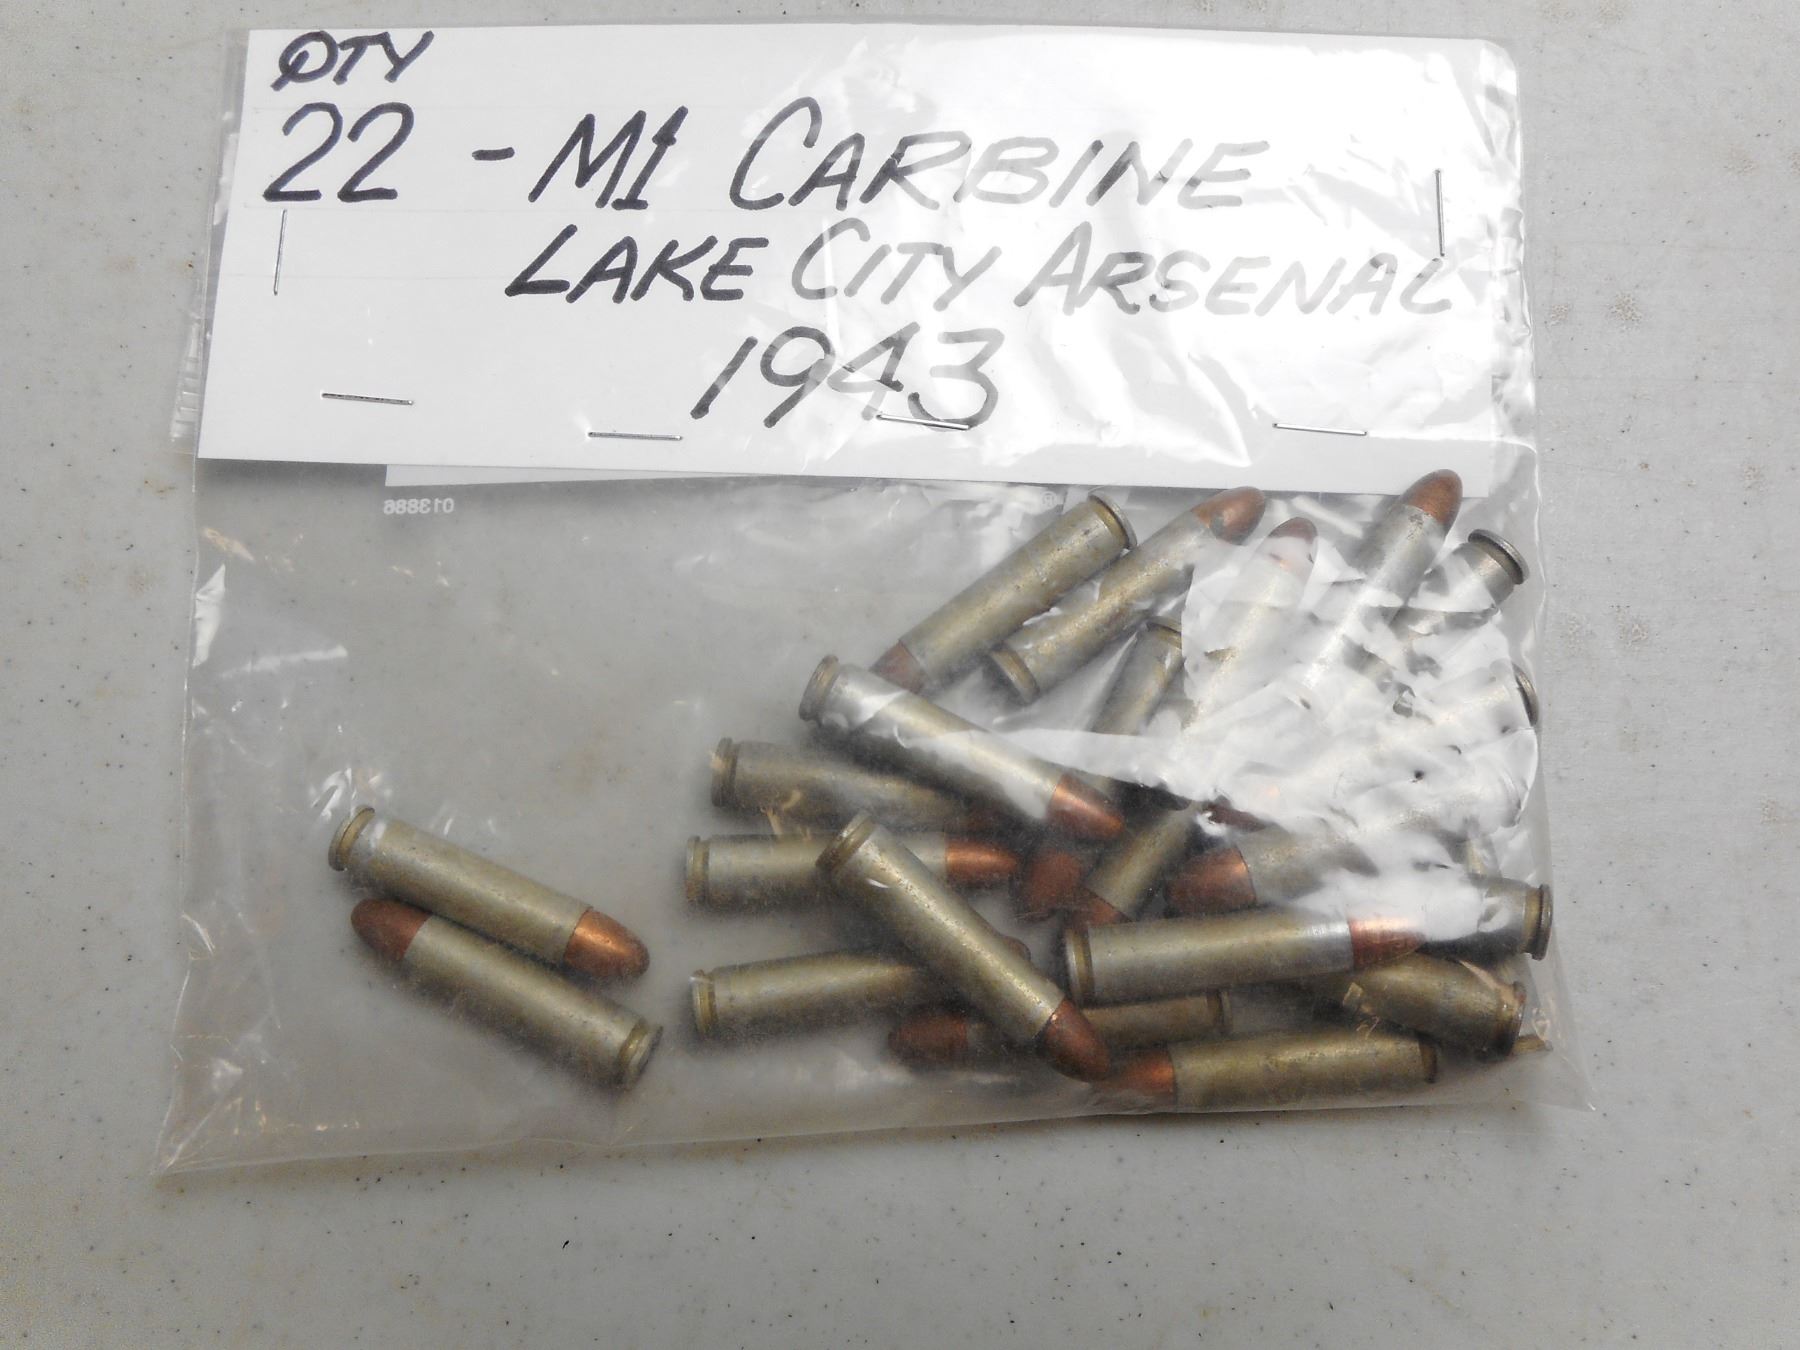 QTY
22 - M1 CARBINE
LAKE CITY ARSENAL
1943
013886
®